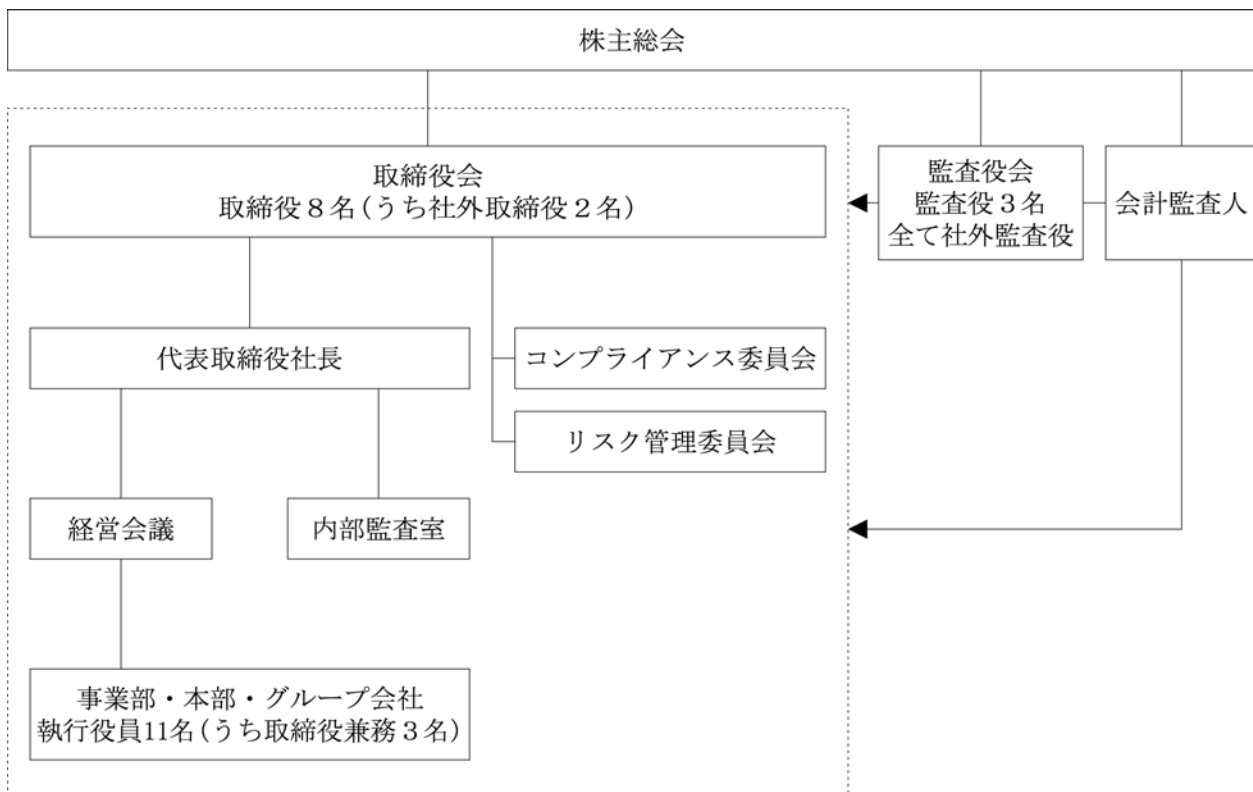 株主総会
取締役会
取締役８名(うち社外取締役２名)
監査役会
監査役３名
全て社外監査役
会計監査人
代表取締役社長
コンプライアンス委員会
リスク管理委員会
経営会議
内部監査室
事業部・本部・グループ会社
執行役員11名(うち取締役兼務３名)